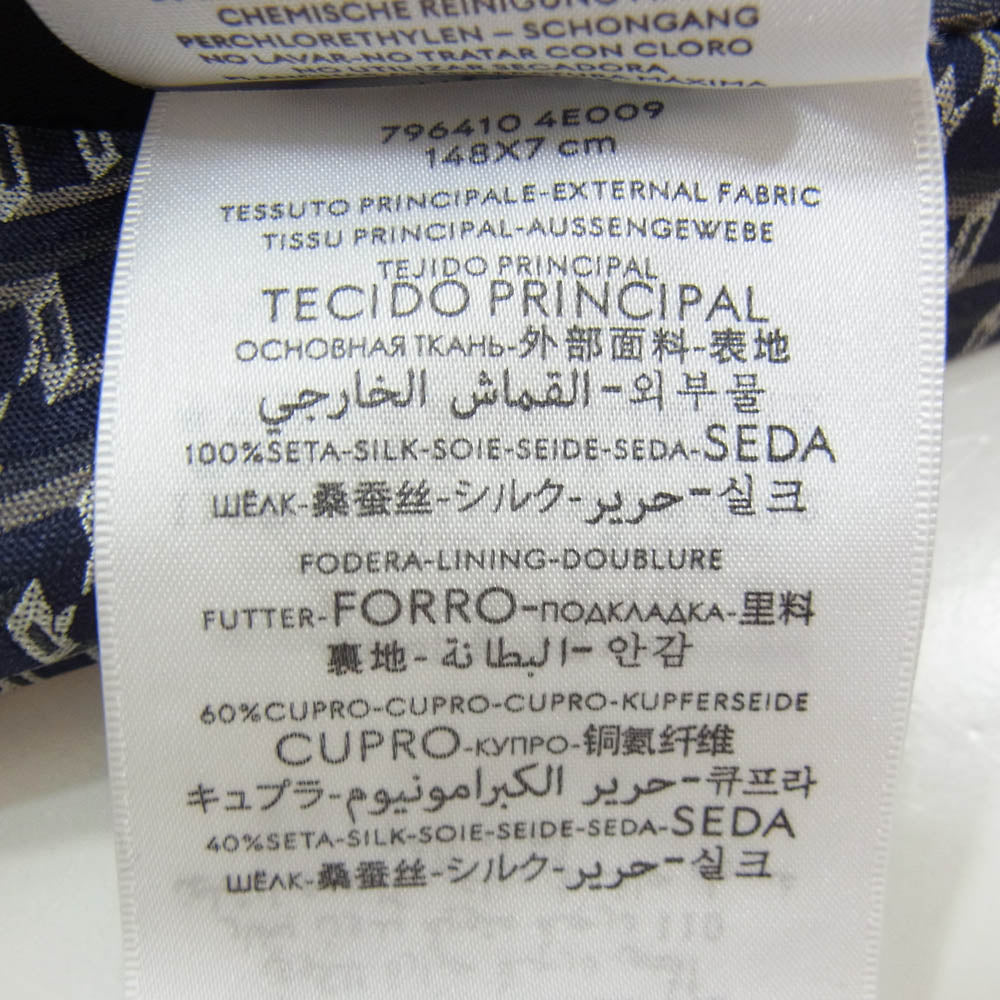 CHEMISCHE REINIGUNG
PERCHLORETHYLEN – SCHONGANG
NO LAVAR-NO TRATAR CON CLORO
SECADORA
796410 4E009
148X7 cm
TESSUTO PRINCIPALE-EXTERNAL FABRIC
TISSU PRINCIPAL-AUSSENGEWEBE
TEJIDO PRINCIPAL
TECIDO PRINCIPAL
ОСНОВНАЯ ТКАНЬ-外部面料-表地
القماش الخارجي-외부물
100%SETA-SILK-SOIE-SEIDE-SEDA-SEDA
ШЁЛК-桑蚕丝-シルク-حرير-실크
FODERA-LINING-DOUBLURE
FUTTER-FORRO-ПОДКЛАДКА-里料
裏地-البطانة-안감
60%CUPRO-CUPRO-CUPRO-KUPFERSEIDE
CUPRO-КУПРО-铜氨纤维
キュプラ-حرير الكبرامونيوم-큐프라
40%SETA-SILK-SOIE-SEIDE-SEDA-SEDA
ШЁЛК-桑蚕丝-シルク-حرير-실크